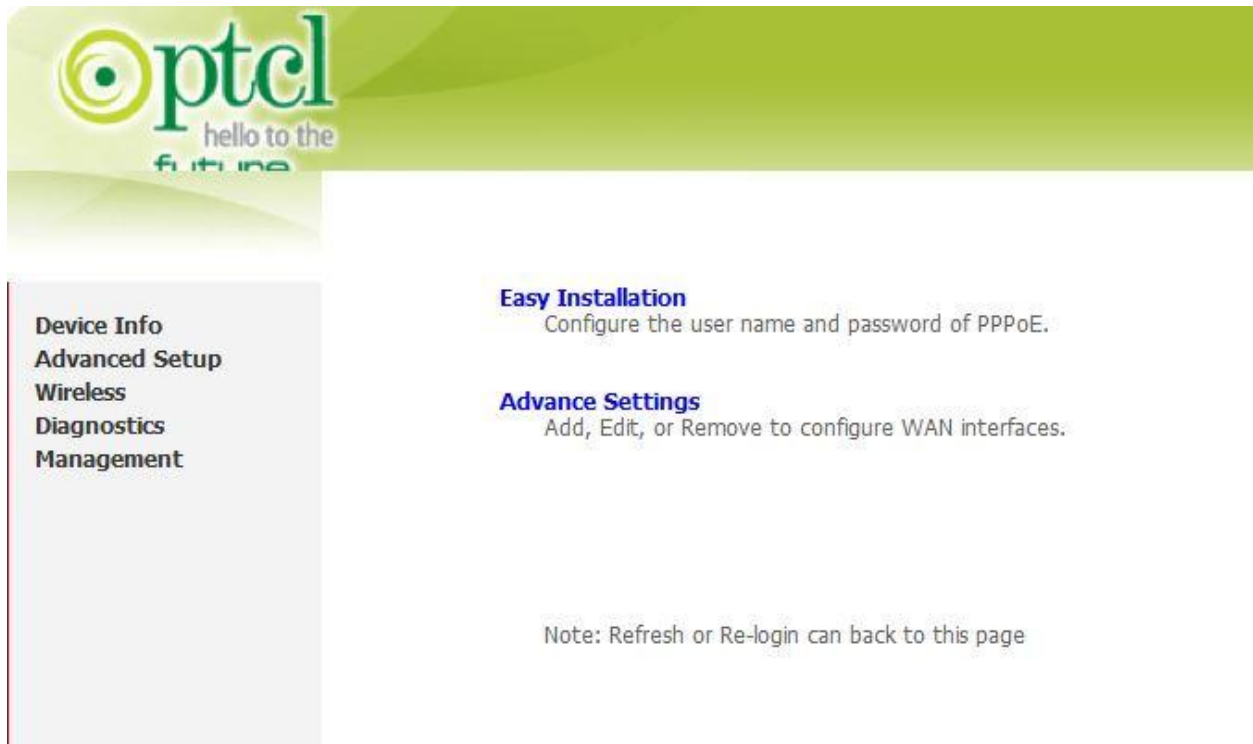 ptcl
hello to the
future
Device Info
Advanced Setup
Wireless
Diagnostics
Management
Easy Installation
Configure the user name and password of PPPoE.
Advance Settings
Add, Edit, or Remove to configure WAN interfaces.
Note: Refresh or Re-login can back to this page